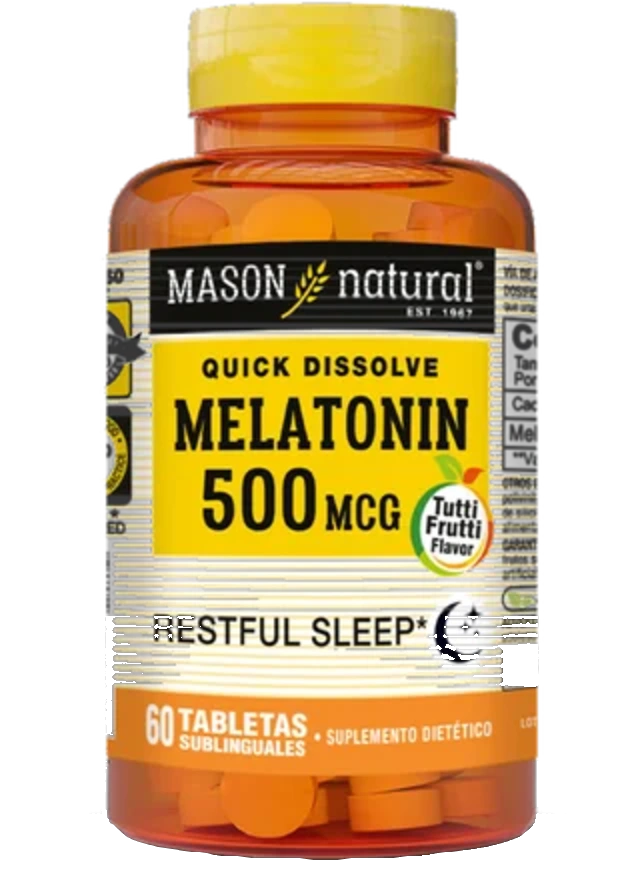 MASON natural®
EST 1967
QUICK DISSOLVE
MELATONIN
500 MCG
Tutti
Frutti
Flavor
RESTFUL SLEEP*
60 TABLETAS
SUBLINGUALES
• SUPLEMENTO DIETÉTICO